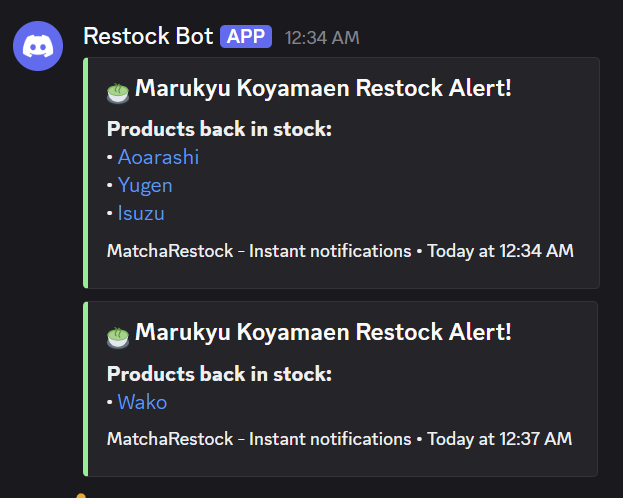 Restock Bot APP 12:34 AM
Marukyu Koyamaen Restock Alert!
Products back in stock:
• Aoarashi
• Yugen
• Isuzu
MatchaRestock - Instant notifications • Today at 12:34 AM
Marukyu Koyamaen Restock Alert!
Products back in stock:
• Wako
MatchaRestock - Instant notifications • Today at 12:37 AM